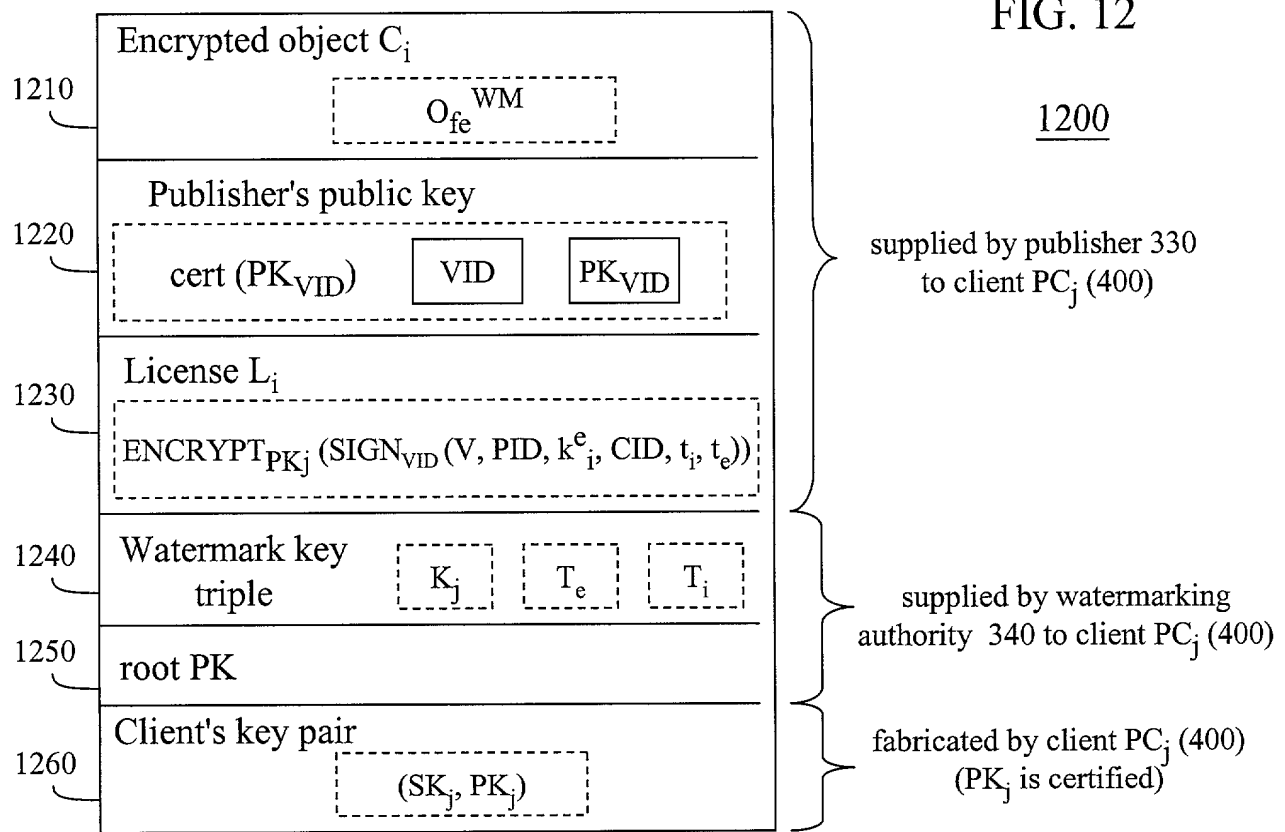 FIG. 12
1200
1210
Encrypted object Cᵢ
O_fe^WM
1220
Publisher's public key
cert (PK_VID) VID PK_VID
1230
License Lᵢ
ENCRYPT_PKj (SIGN_VID (V, PID, k^e_i, CID, t_i, t_e))
supplied by publisher 330
to client PC_j (400)
1240
Watermark key
triple
K_j T_e T_i
1250
root PK
supplied by watermarking
authority 340 to client PC_j (400)
1260
Client's key pair
(SK_j, PK_j)
fabricated by client PC_j (400)
(PK_j is certified)